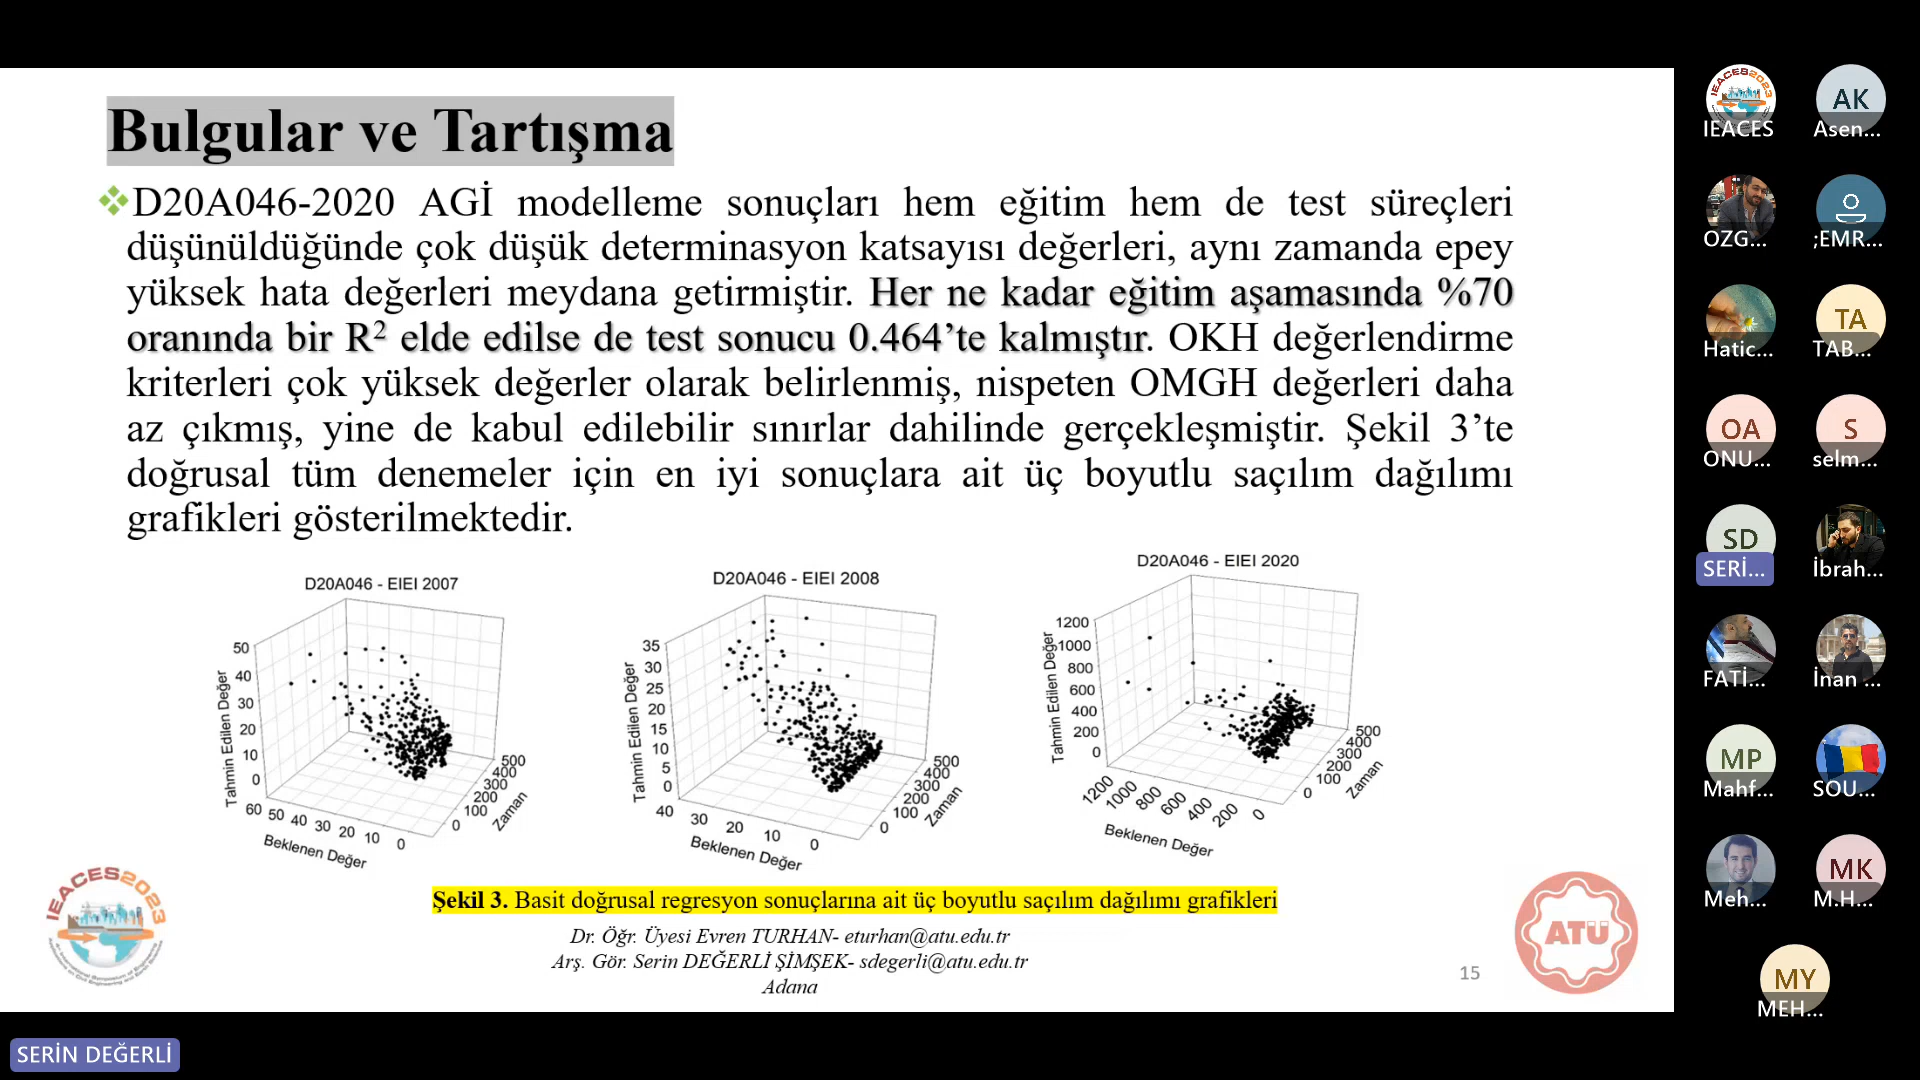 Bulgular ve Tartışma
D20A046-2020 AGİ modelleme sonuçları hem eğitim hem de test süreçleri
düşünüldüğünde çok düşük determinasyon katsayısı değerleri, aynı zamanda epey
yüksek hata değerleri meydana getirmiştir. Her ne kadar eğitim aşamasında %70
oranında bir R² elde edilse de test sonucu 0.464’te kalmıştır. OKH değerlendirme
kriterleri çok yüksek değerler olarak belirlenmiş, nispeten OMGH değerleri daha
az çıkmış, yine de kabul edilebilir sınırlar dahilinde gerçekleşmiştir. Şekil 3’te
doğrusal tüm denemeler için en iyi sonuçlara ait üç boyutlu saçılım dağılımı
grafikleri gösterilmektedir.
D20A046 - EIEI 2007
50
40
30
20
10
0
Tahmin Edilen Değer
60 50 40 30 20 10 0
Beklenen Değer
0 100 200 300 400 500
Zaman
D20A046 - EIEI 2008
35
30
25
20
15
10
5
0
Tahmin Edilen Değer
40 30 20 10 0
Beklenen Değer
0 100 200 300 400 500
Zaman
D20A046 - EIEI 2020
1200
1000
800
600
400
200
0
Tahmin Edilen Değer
1200 1000 800 600 400 200 0
Beklenen Değer
0 100 200 300 400 500
Zaman
Şekil 3. Basit doğrusal regresyon sonuçlarına ait üç boyutlu saçılım dağılımı grafikleri
Dr. Öğr. Üyesi Evren TURHAN- eturhan@atu.edu.tr
Arş. Gör. Serin DEĞERLİ ŞİMŞEK- sdegerli@atu.edu.tr
Adana
15
IEACES2023
ATÜ
SERİN DEĞERLİ
IEACES2023
IEACES
AK
Asen...
OZG...
;EMR...
Hatic...
TA
TAB...
OA
ONU...
S
selm...
SD
SERİ...
İbrah...
FATİ...
İnan ...
MP
Mahf...
SOU...
Meh...
MK
M.H...
MY
MEH...